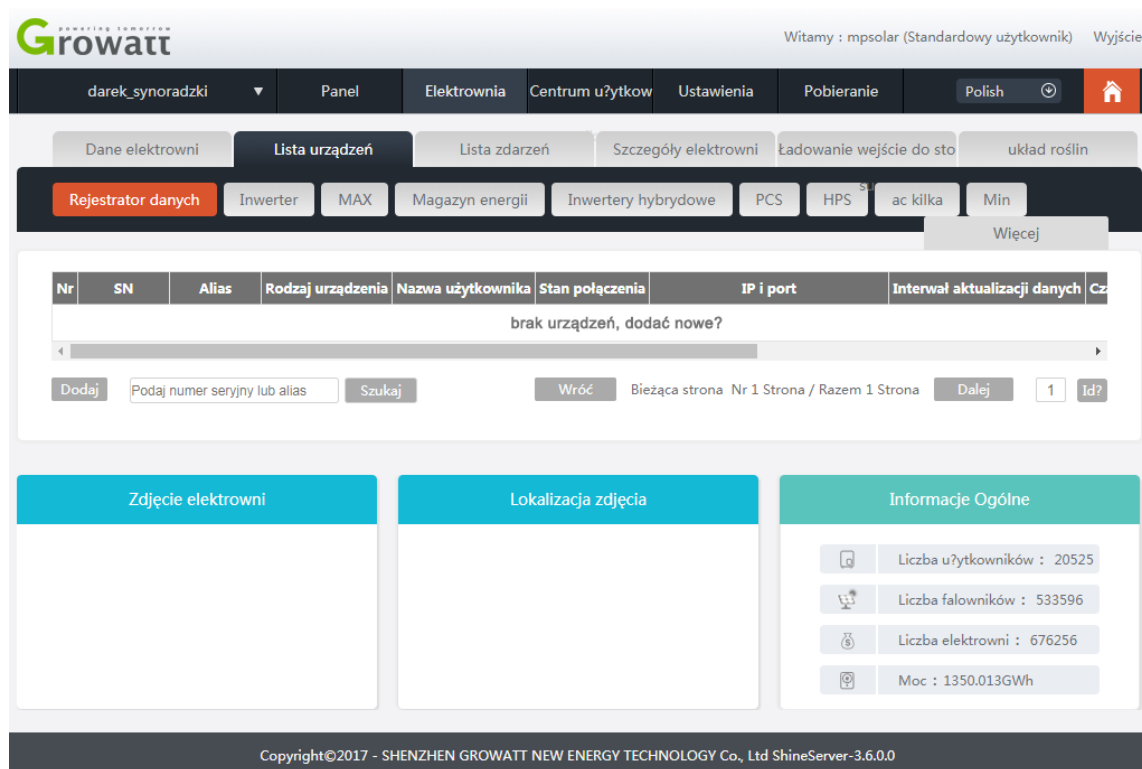 powering tomorrow
Growatt
Witamy : mpsolar (Standardowy użytkownik) Wyjście
darek_synoradzki ▼ Panel Elektrownia Centrum u?ytkow Ustawienia Pobieranie Polish
Dane elektrowni Lista urządzeń Lista zdarzeń Szczegóły elektrowni Ładowanie wejście do sto układ roślin
Rejestrator danych Inwerter MAX Magazyn energii Inwertery hybrydowe PCS HPS su ac kilka Min
Więcej
Nr SN Alias Rodzaj urządzenia Nazwa użytkownika Stan połączenia IP i port Interwał aktualizacji danych Cza
brak urządzeń, dodać nowe?
Dodaj Podaj numer seryjny lub alias Szukaj Wróć Bieżąca strona Nr 1 Strona / Razem 1 Strona Dalej 1 Id?
Zdjęcie elektrowni Lokalizacja zdjęcia Informacje Ogólne
Liczba u?ytkowników : 20525
Liczba falowników : 533596
Liczba elektrowni : 676256
Moc : 1350.013GWh
Copyright©2017 - SHENZHEN GROWATT NEW ENERGY TECHNOLOGY Co., Ltd ShineServer-3.6.0.0